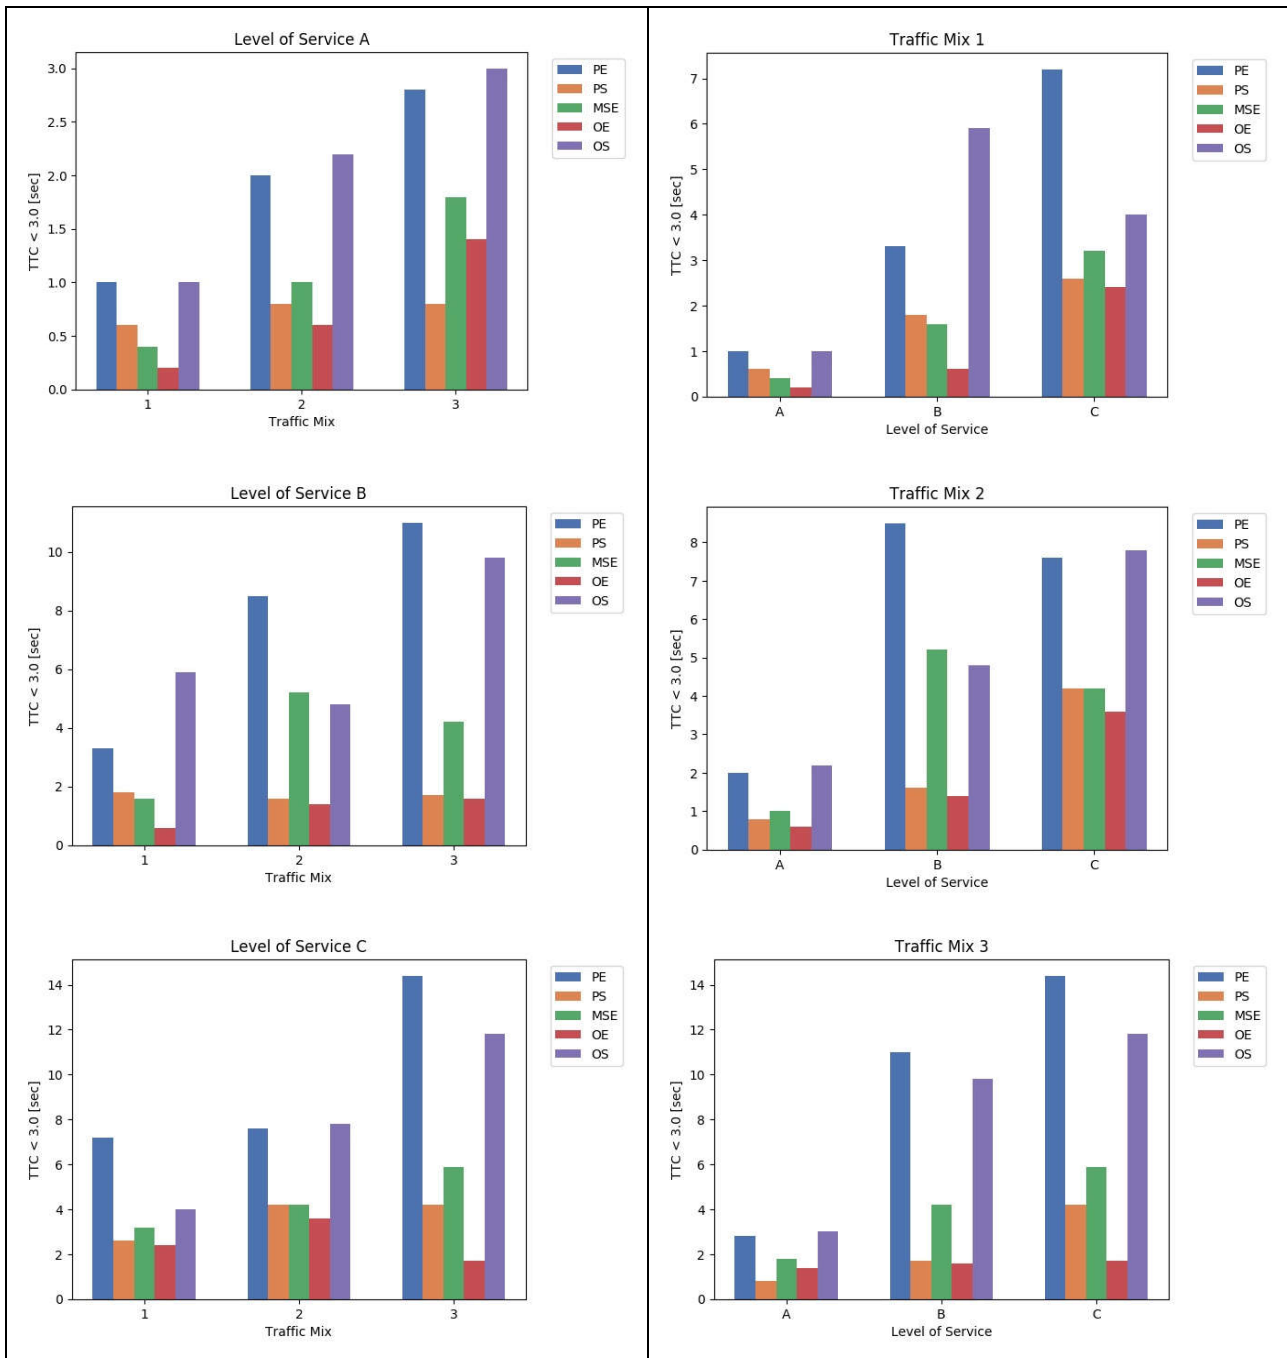 Level of Service A
TTC < 3.0 [sec]
3.0
2.5
2.0
1.5
1.0
0.5
0.0
1 2 3
Traffic Mix
PE
PS
MSE
OE
OS
Traffic Mix 1
TTC < 3.0 [sec]
7
6
5
4
3
2
1
0
A B C
Level of Service
PE
PS
MSE
OE
OS
Level of Service B
TTC < 3.0 [sec]
10
8
6
4
2
0
1 2 3
Traffic Mix
PE
PS
MSE
OE
OS
Traffic Mix 2
TTC < 3.0 [sec]
8
7
6
5
4
3
2
1
0
A B C
Level of Service
PE
PS
MSE
OE
OS
Level of Service C
TTC < 3.0 [sec]
14
12
10
8
6
4
2
0
1 2 3
Traffic Mix
PE
PS
MSE
OE
OS
Traffic Mix 3
TTC < 3.0 [sec]
14
12
10
8
6
4
2
0
A B C
Level of Service
PE
PS
MSE
OE
OS